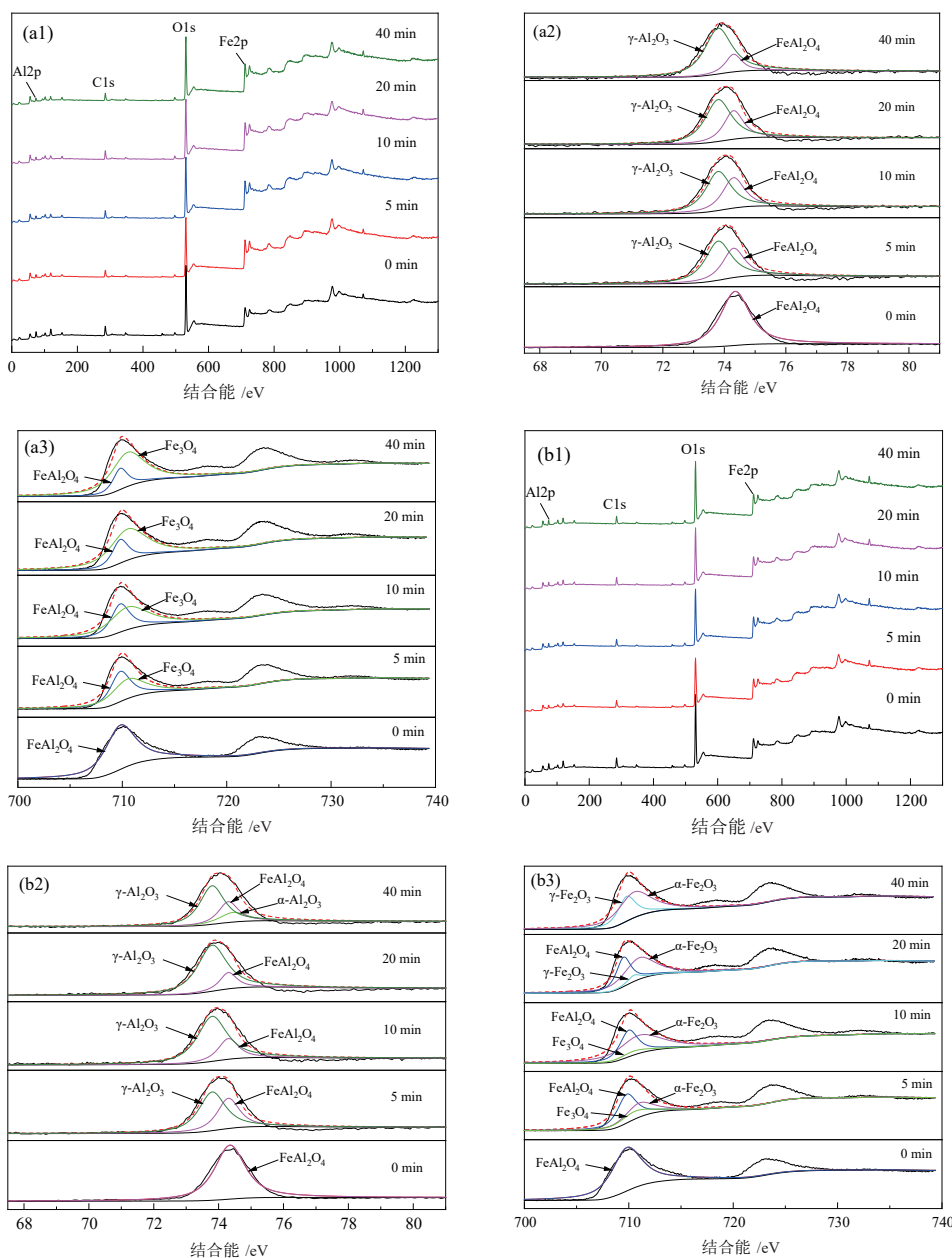 (a1)
O1s
40 min
Fe2p
Al2p
C1s
20 min
10 min
5 min
0 min
0 200 400 600 800 1000 1200
结合能 /eV
(a2)
γ-Al₂O₃
FeAl₂O₄
40 min
γ-Al₂O₃
FeAl₂O₄
20 min
γ-Al₂O₃
FeAl₂O₄
10 min
γ-Al₂O₃
FeAl₂O₄
5 min
FeAl₂O₄
0 min
68 70 72 74 76 78 80
结合能 /eV
(a3)
Fe₃O₄
40 min
FeAl₂O₄
Fe₃O₄
20 min
FeAl₂O₄
10 min
Fe₃O₄
FeAl₂O₄
5 min
Fe₃O₄
FeAl₂O₄
0 min
FeAl₂O₄
700 710 720 730 740
结合能 /eV
(b1)
O1s
40 min
Fe2p
Al2p
C1s
20 min
10 min
5 min
0 min
0 200 400 600 800 1000 1200
结合能 /eV
(b2)
γ-Al₂O₃
FeAl₂O₄
α-Al₂O₃
40 min
γ-Al₂O₃
FeAl₂O₄
20 min
γ-Al₂O₃
FeAl₂O₄
10 min
γ-Al₂O₃
FeAl₂O₄
5 min
FeAl₂O₄
0 min
68 70 71 73 74 76 78 80
结合能 /eV
(b3)
α-Fe₂O₃
40 min
γ-Fe₂O₃
FeAl₂O₄
α-Fe₂O₃
20 min
γ-Fe₂O₃
FeAl₂O₄
α-Fe₂O₃
10 min
Fe₃O₄
FeAl₂O₄
α-Fe₂O₃
5 min
Fe₃O₄
FeAl₂O₄
0 min
700 710 720 730 740
结合能 /eV